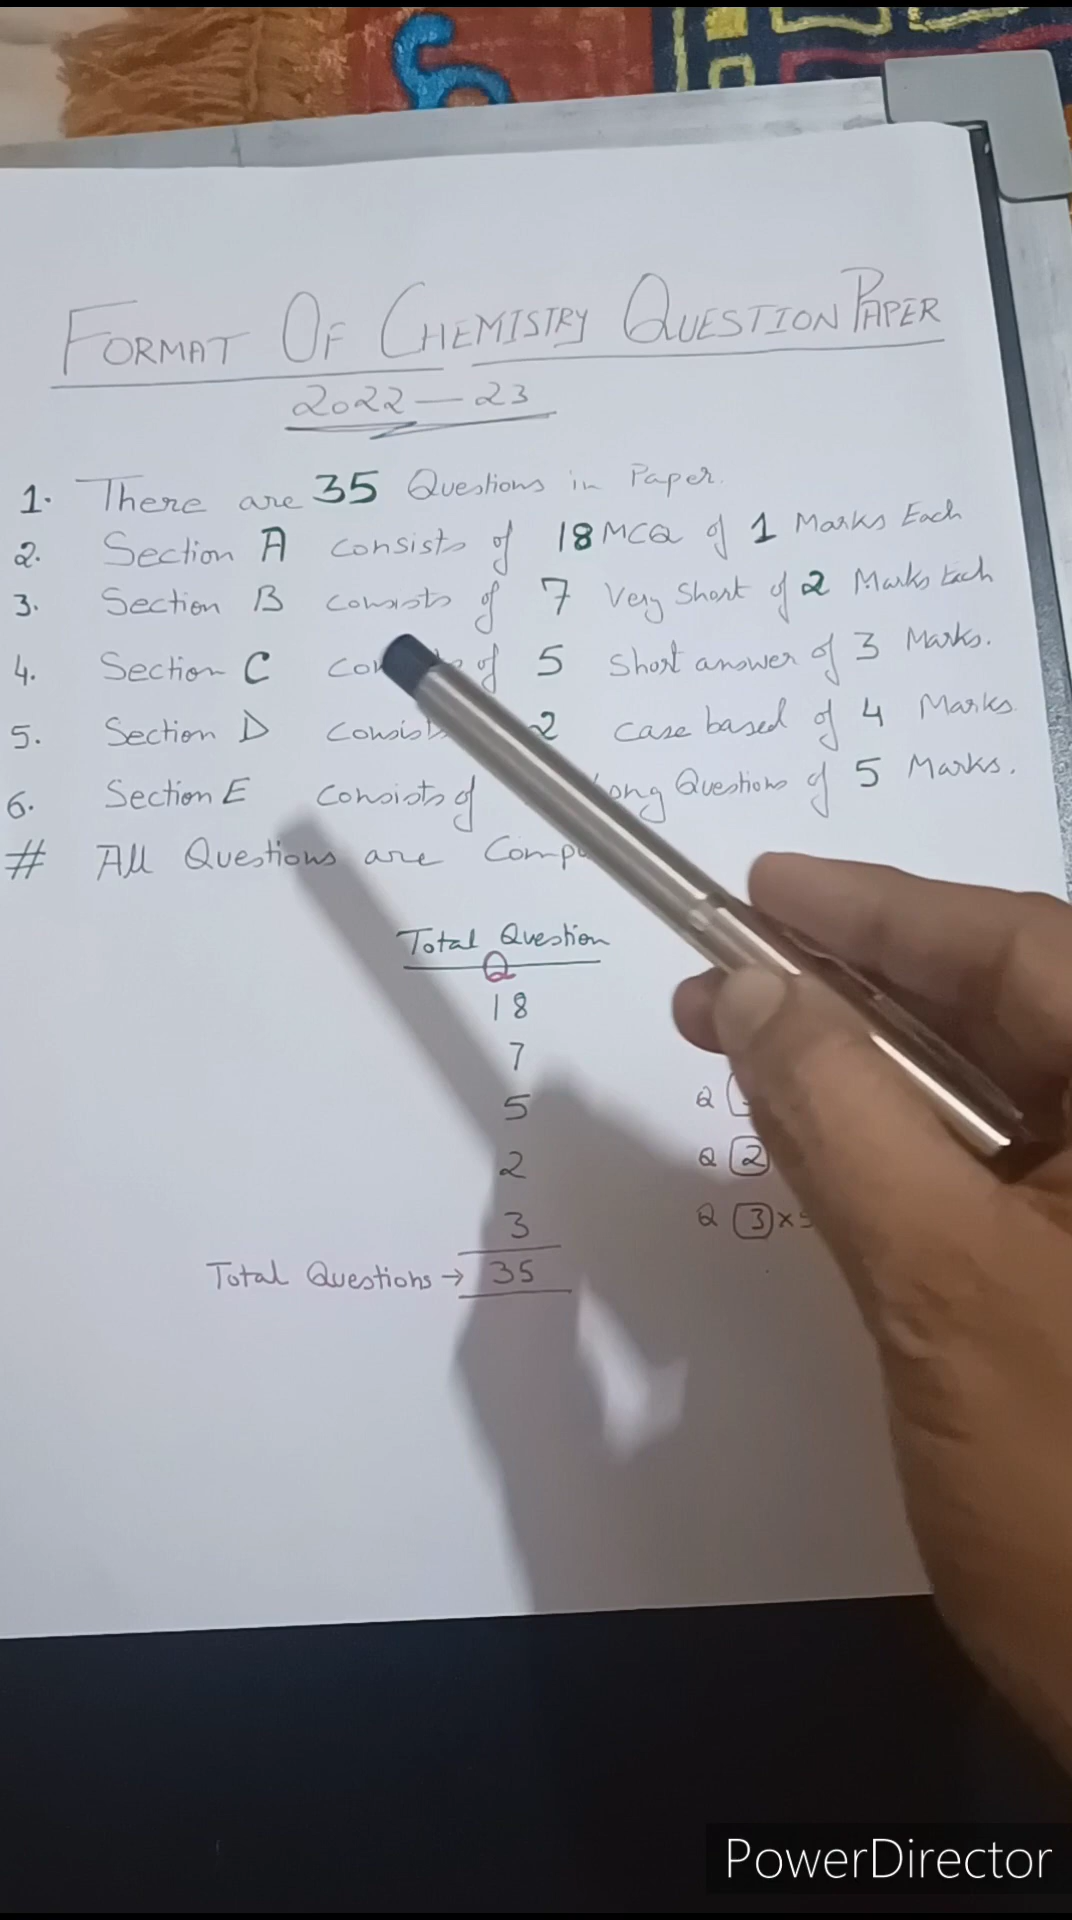 FORMAT OF CHEMISTRY QUESTION PAPER
2022-23
1. There are 35 Questions in Paper.
2. Section A consists of 18 MCQ of 1 Marks Each
3. Section B consists of 7 Very Short of 2 Marks Each
4. Section C of 5 Short answer of 3 Marks.
5. Section D 2 case based of 4 Marks
6. Section E consists of Questions of 5 Marks.
# All Questions are
Total Question
Q
18
7
5
2
3
Total Questions → 35
Q
Q 2
Q 3 ×
PowerDirector